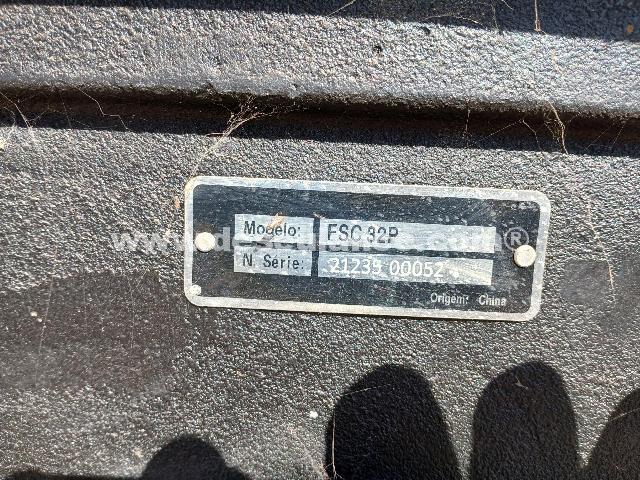 Modelo: FSC 32P
N Série: 21235 00052
Origem: China